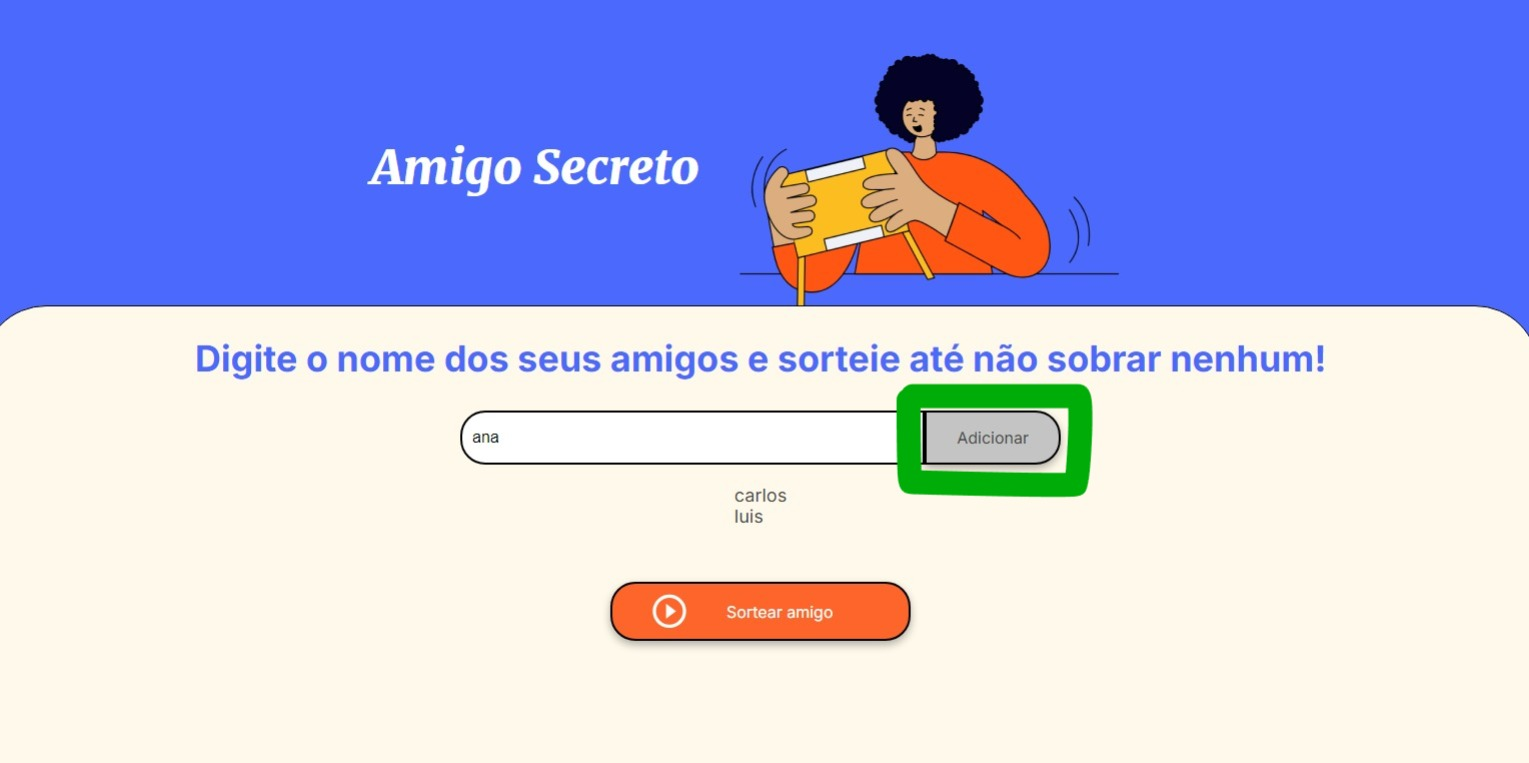 Amigo Secreto
Digite o nome dos seus amigos e sorteie até não sobrar nenhum!
ana
Adicionar
carlos
luis
Sortear amigo